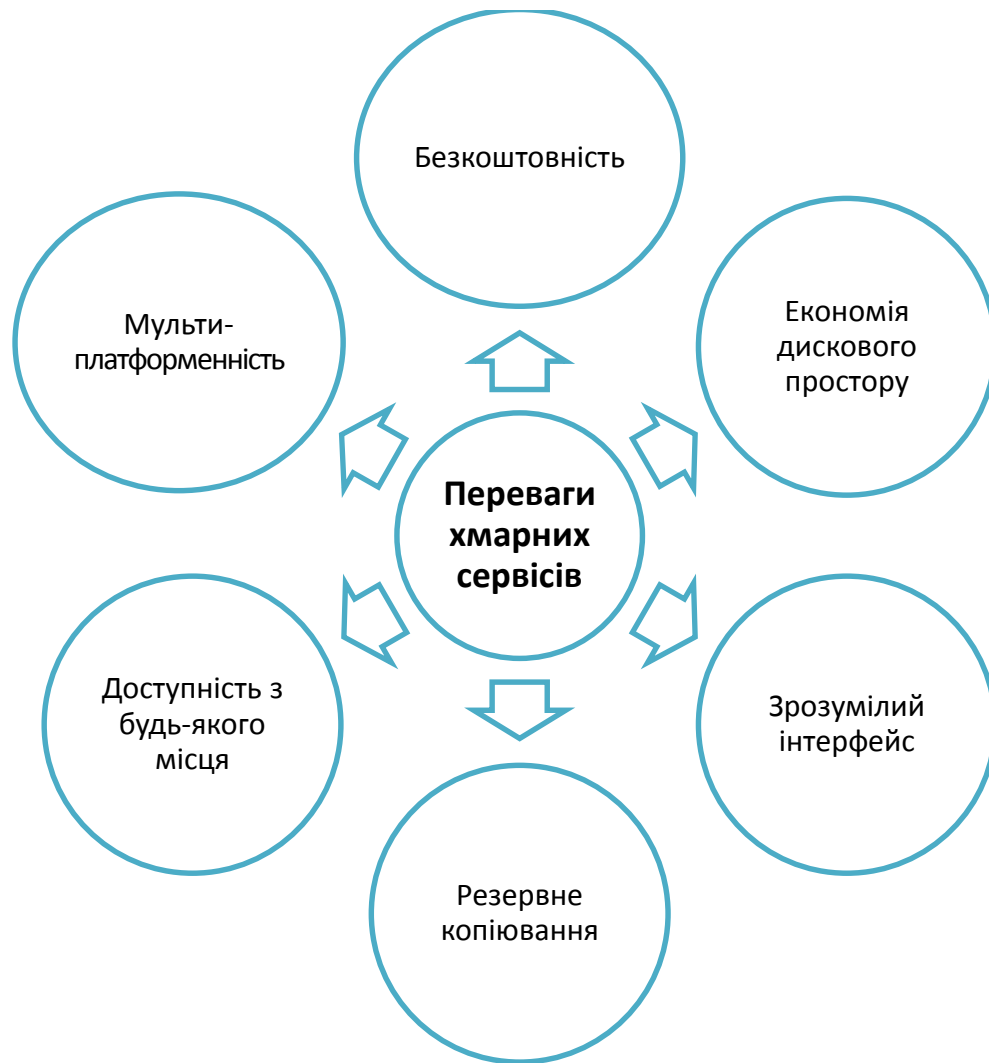 Безкоштовність
Мульти-
платформенність
Економія
дискового
простору
Переваги
хмарних
сервісів
Доступність з
будь-якого
місця
Зрозумілий
інтерфейс
Резервне
копіювання